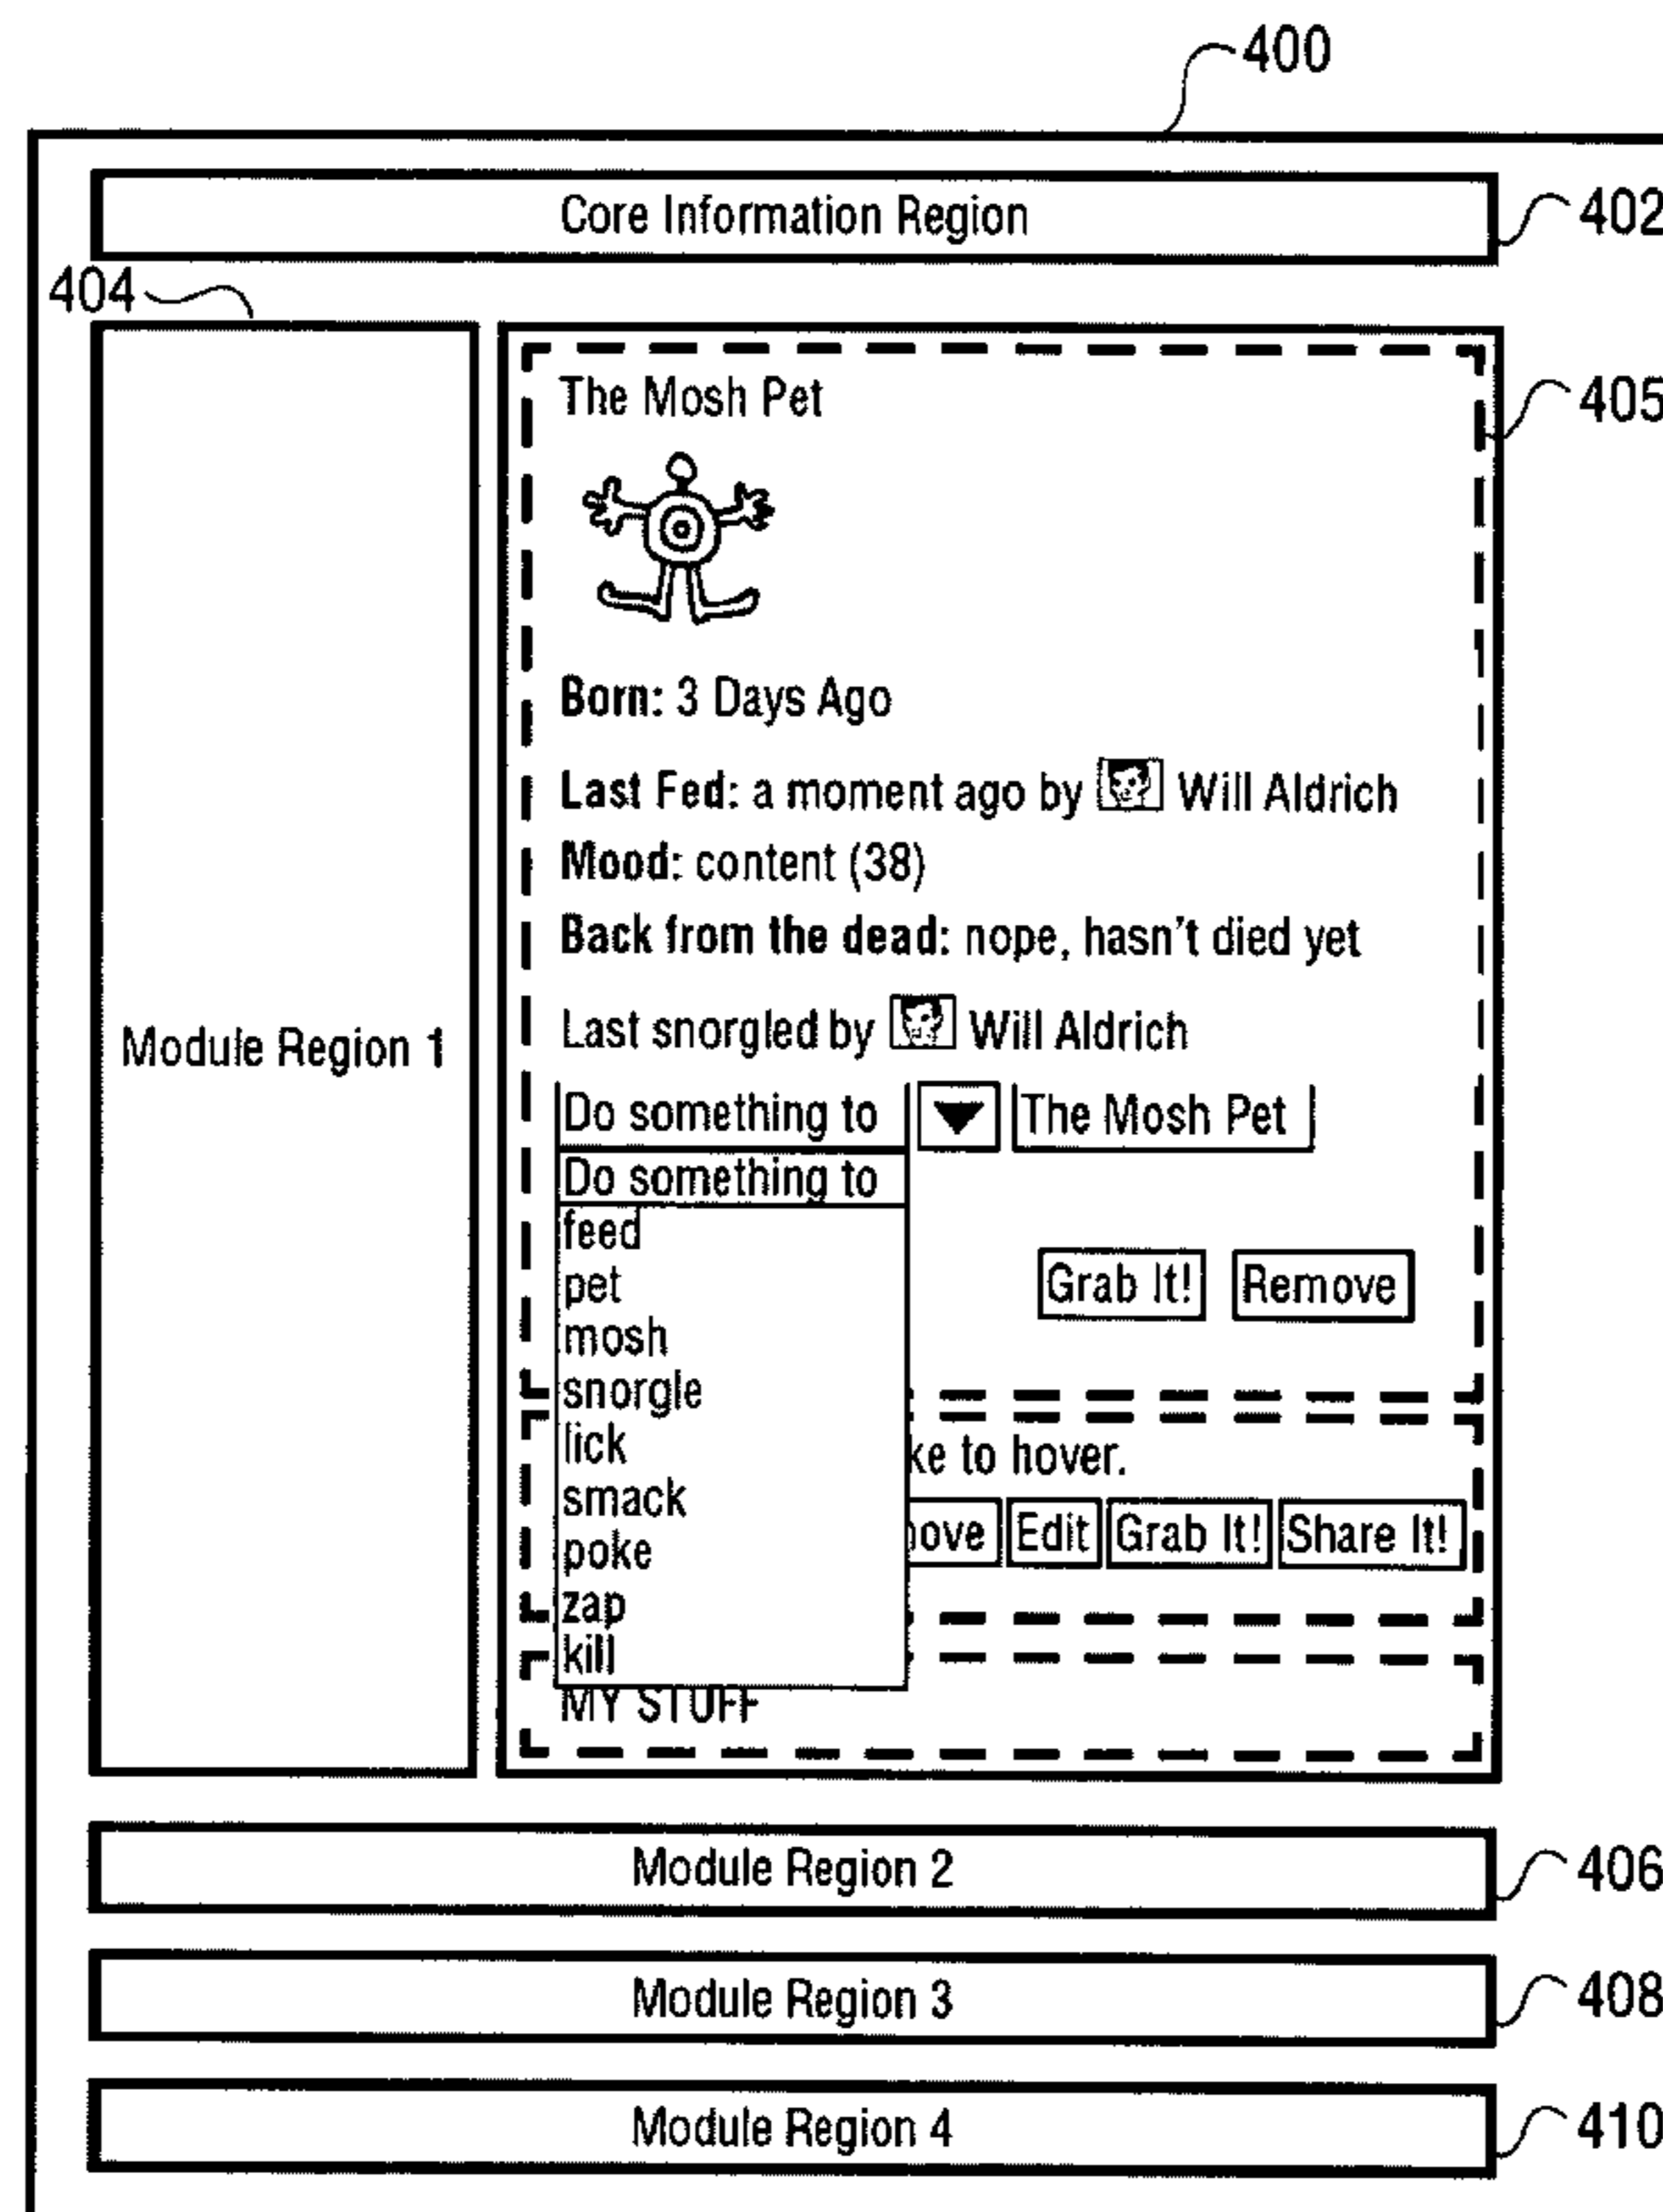 400
Core Information Region
402
404
The Mosh Pet
405
Born: 3 Days Ago
Last Fed: a moment ago by Will Aldrich
Mood: content (38)
Back from the dead: nope, hasn't died yet
Last snorgled by Will Aldrich
Module Region 1
Do something to The Mosh Pet
Do something to
feed
pet
Grab It! Remove
mosh
snorgle
lick
ke to hover.
smack
ove Edit Grab It! Share It!
poke
zap
kill
MY STUFF
Module Region 2
406
Module Region 3
408
Module Region 4
410